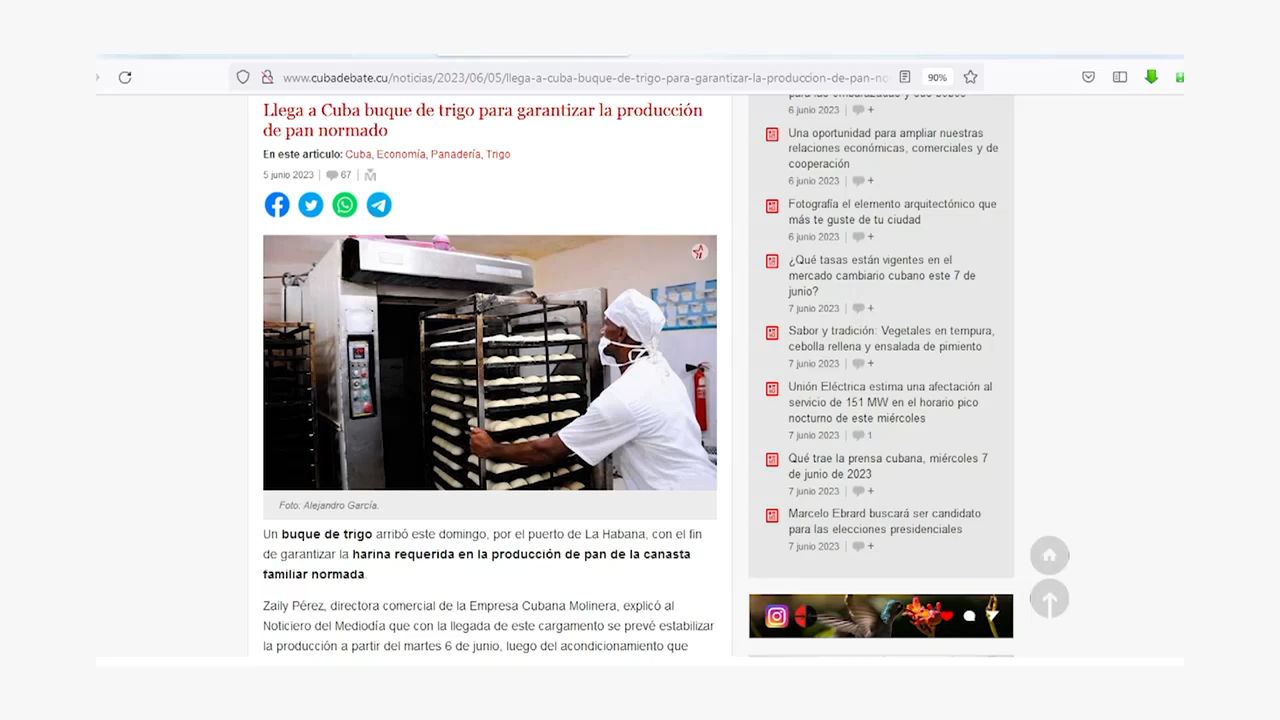 www.cubadebate.cu/noticias/2023/06/05/llega-a-cuba-buque-de-trigo-para-garantizar-la-produccion-de-pan-no
90%
Llega a Cuba buque de trigo para garantizar la producción
de pan normado
En este artículo: Cuba, Economía, Panadería, Trigo
5 junio 2023 | 67 |
Foto: Alejandro García.
Un buque de trigo arribó este domingo, por el puerto de La Habana, con el fin
de garantizar la harina requerida en la producción de pan de la canasta
familiar normada.
Zaily Pérez, directora comercial de la Empresa Cubana Molinera, explicó al
Noticiero del Mediodía que con la llegada de este cargamento se prevé estabilizar
la producción a partir del martes 6 de junio, luego del acondicionamiento que
para las embarazadas y sus bebés
6 junio 2023 | +
Una oportunidad para ampliar nuestras
relaciones económicas, comerciales y de
cooperación
6 junio 2023 | +
Fotografía el elemento arquitectónico que
más te guste de tu ciudad
6 junio 2023 | +
¿Qué tasas están vigentes en el
mercado cambiario cubano este 7 de
junio?
7 junio 2023 | +
Sabor y tradición: Vegetales en tempura,
cebolla rellena y ensalada de pimiento
7 junio 2023 | +
Unión Eléctrica estima una afectación al
servicio de 151 MW en el horario pico
nocturno de este miércoles
7 junio 2023 | 1
Qué trae la prensa cubana, miércoles 7
de junio de 2023
7 junio 2023 | +
Marcelo Ebrard buscará ser candidato
para las elecciones presidenciales
7 junio 2023 | +